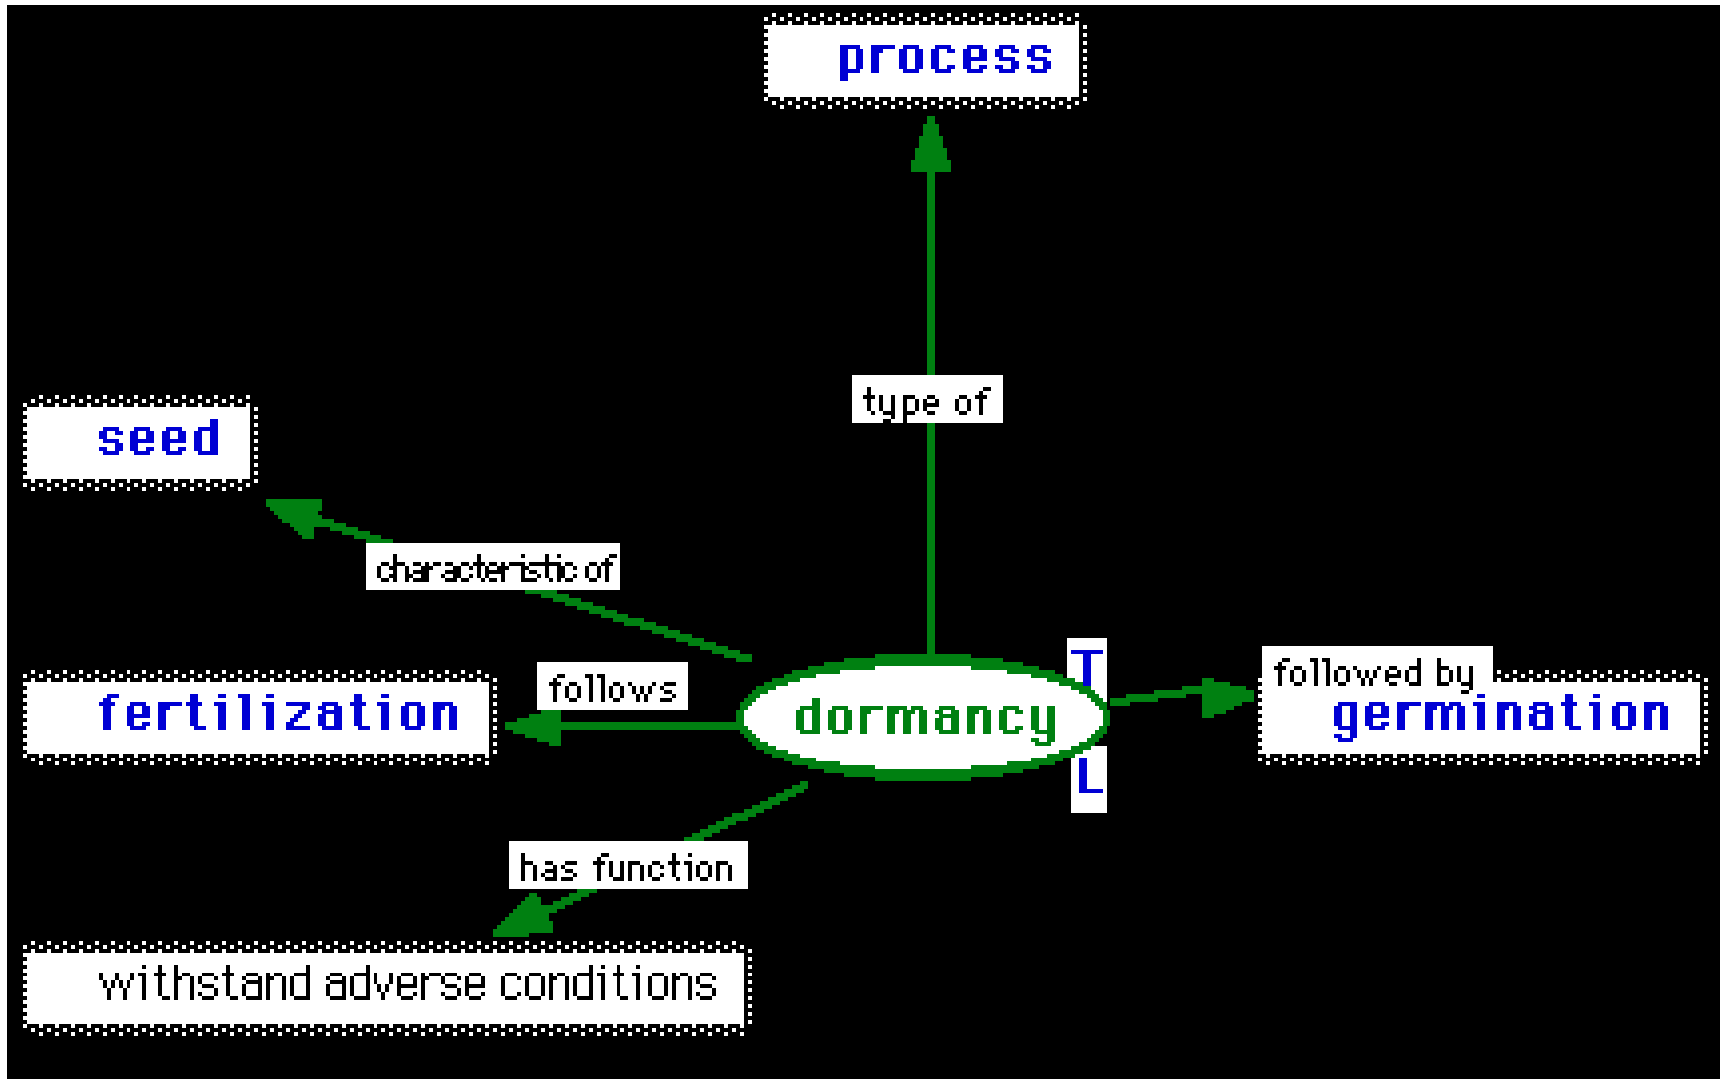 process
type of
seed
characteristic of
follows
fertilization
T
dormancy
L
followed by
germination
has function
withstand adverse conditions